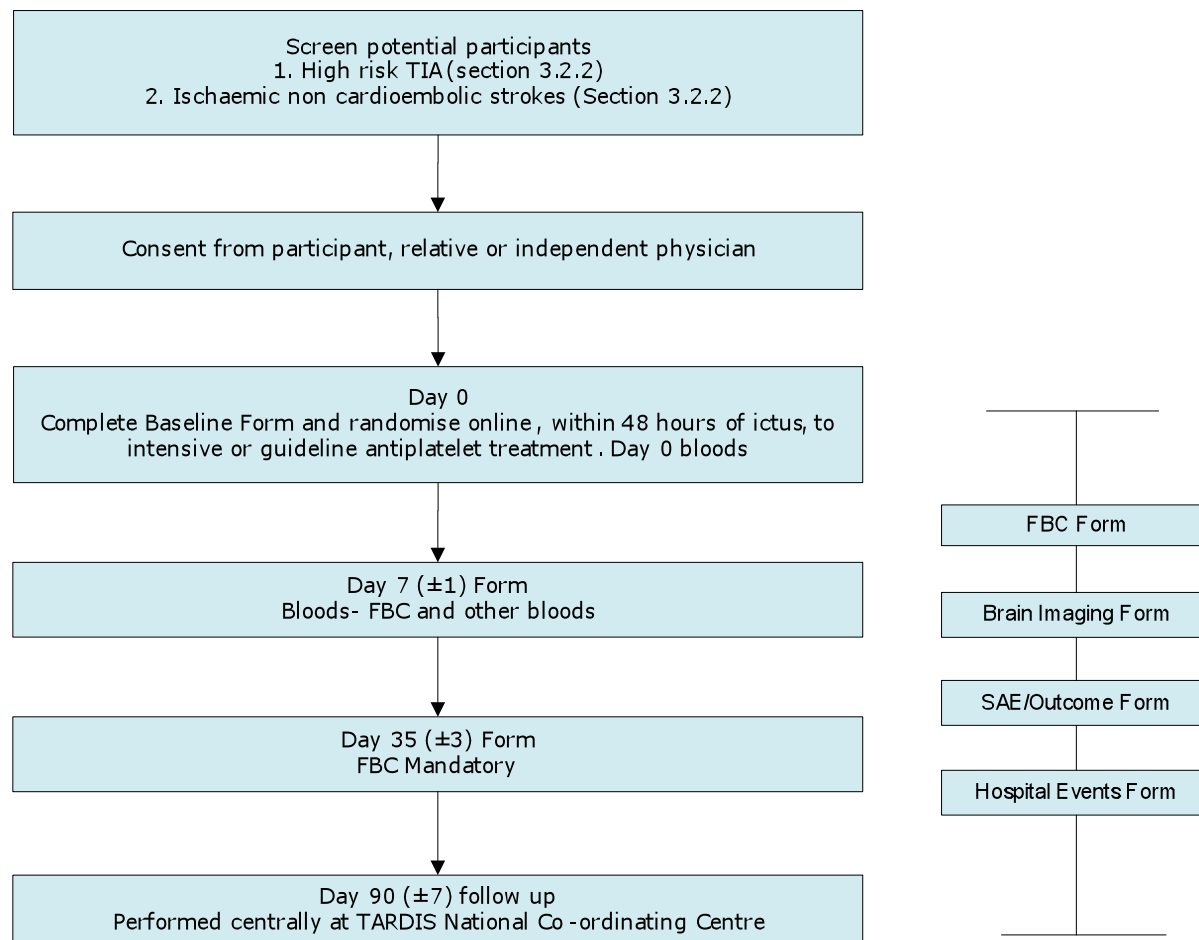 Screen potential participants
1. High risk TIA (section 3.2.2)
2. Ischaemic non cardioembolic strokes (Section 3.2.2)
Consent from participant, relative or independent physician
Day 0
Complete Baseline Form and randomise online, within 48 hours of ictus, to
intensive or guideline antiplatelet treatment. Day 0 bloods
Day 7 (±1) Form
Bloods- FBC and other bloods
Day 35 (±3) Form
FBC Mandatory
Day 90 (±7) follow up
Performed centrally at TARDIS National Co-ordinating Centre
FBC Form
Brain Imaging Form
SAE/Outcome Form
Hospital Events Form